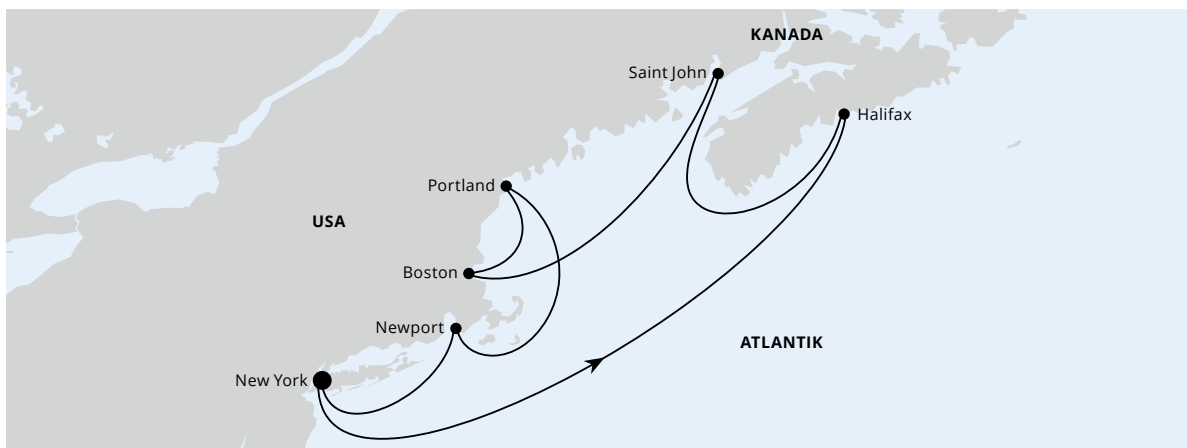 KANADA
Saint John
Halifax
Portland
USA
Boston
Newport
ATLANTIK
New York